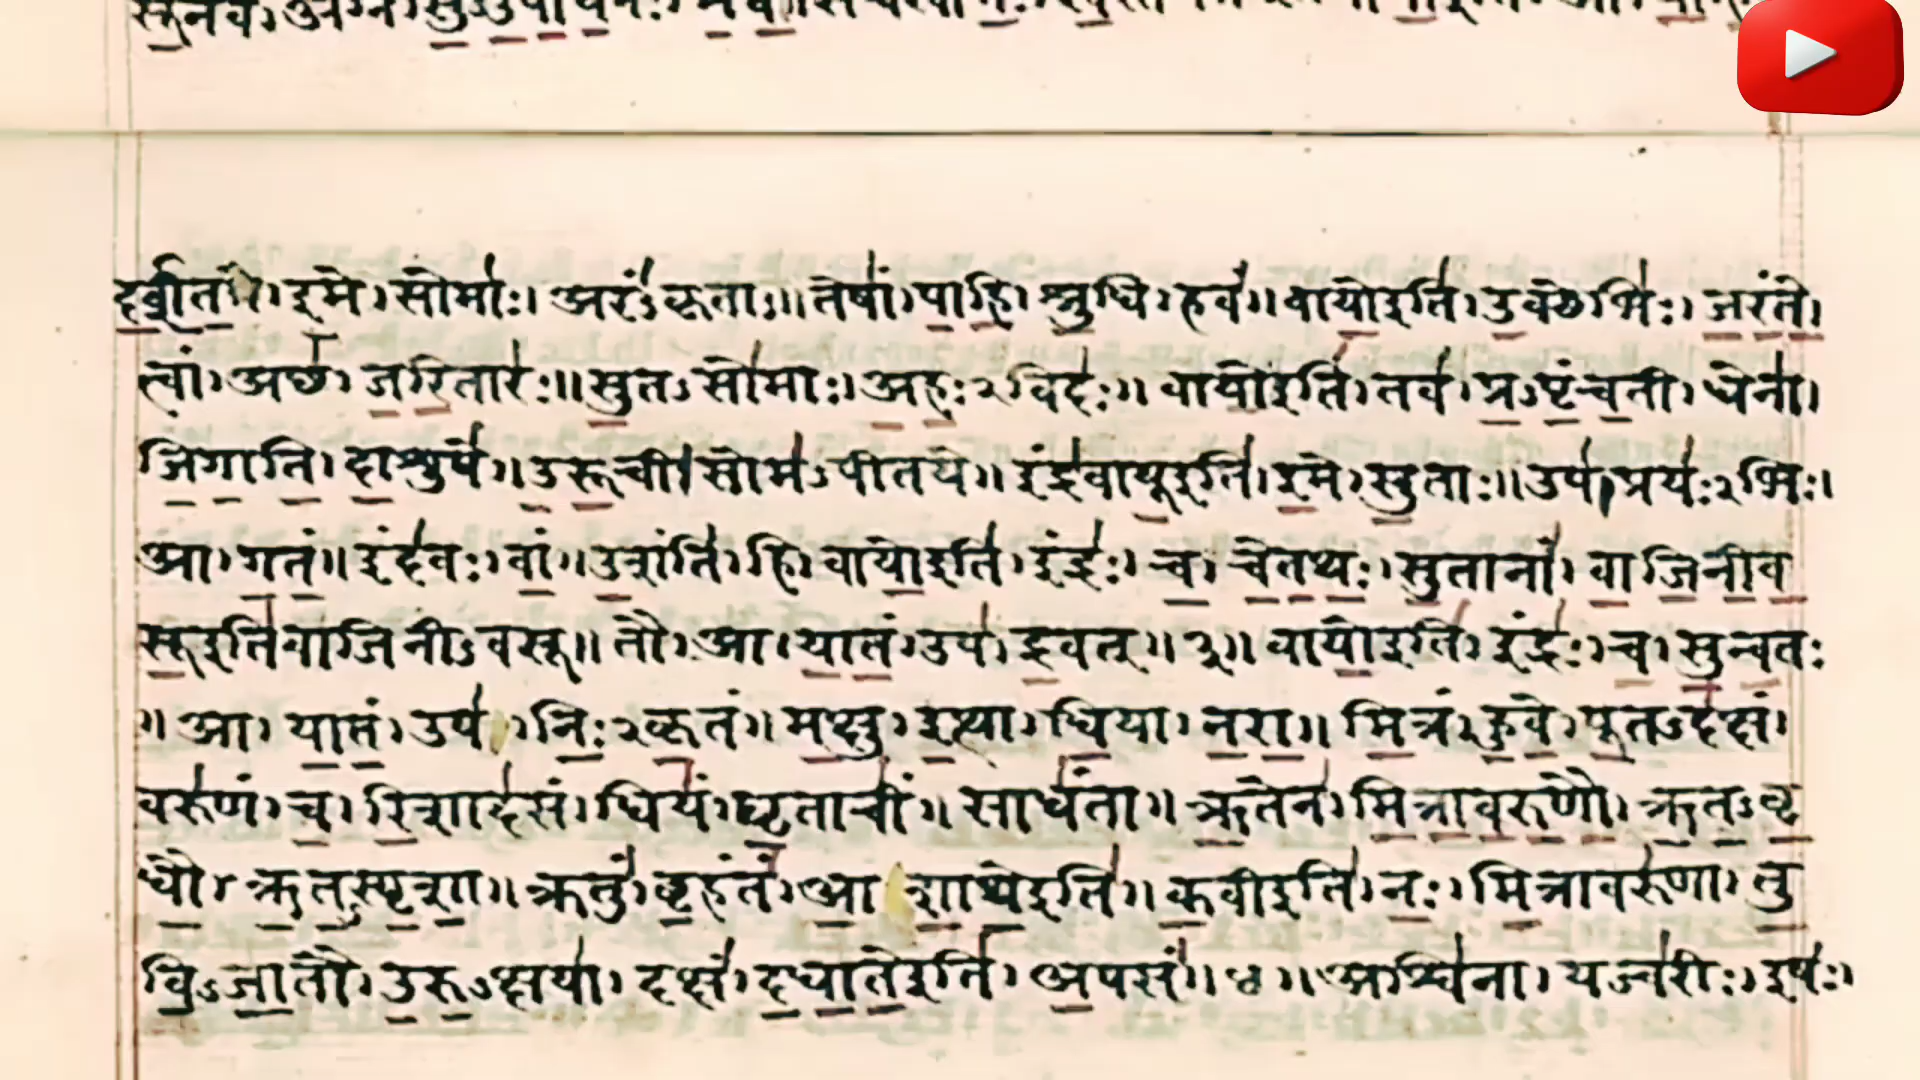 दर्शत। इमे। सोमाः। अरंऽकृताः॥ तेषां। पाहि। श्रुधि। हवं॥ वायो इति। उक्थेभिः। जरंते।
त्वां। अच्छ। जरितारः॥ सुतऽसोमाः। अहःऽविदः॥ वायो इति। तव। प्रऽपृंचती। धेना।
जिगाति। दाशुषे॥ उरूची। सोमऽपीतये॥ इंद्रवायू इति। इमे। सुताः॥ उप। प्रयःऽभिः।
आ। गतं॥ इंदवः। वां। उशंति। हि। वायो इति। इंद्रः। च। चेतथः। सुतानां। वाजिनीव
सू इति वाजिनीऽवसू॥ तौ। आ। यातं। उप। द्रवत्॥ ३॥ वायो इति। इंद्रः। च। सुन्वतः
॥ आ। यातं। उप। निःऽकृतं॥ मक्षु। इत्था। धिया। नरा॥ मित्रं। हुवे। पूतऽदक्षं।
वरुणं। च। रिशादसं। धियं। घृताचीं॥ साधंता॥ ऋतेन। मित्रावरुणौ। ऋतऽवृ
धौ। ऋतऽस्पृशा॥ क्रतुं। बृहंतं। आशाथे इति॥ कवी इति। नः। मित्रावरुणा। तु
विऽजातौ। उरुऽक्षया। दक्षं। दधाते इति। अपसं॥ ४॥ अश्विना। यज्वरीः। इषः।